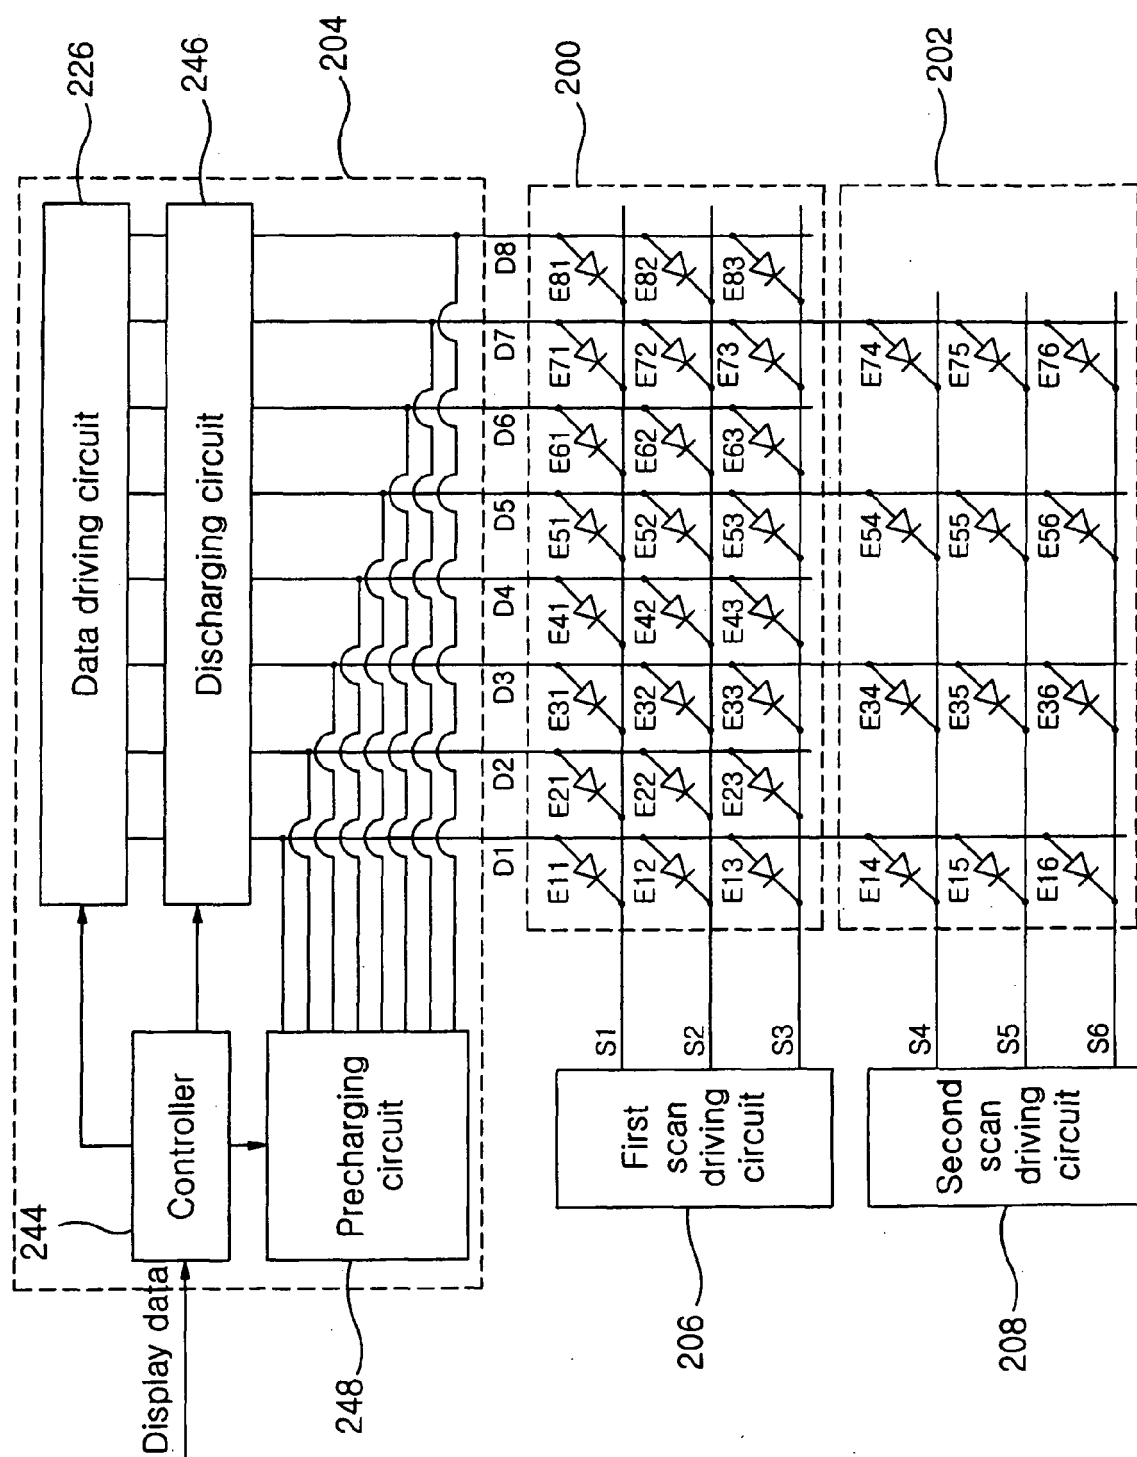 226
246
204
200
202
Data driving circuit
Discharging circuit
244
Controller
Precharging
circuit
Display data
248
D1 D2 D3 D4 D5 D6 D7 D8
E11 E21 E31 E41 E51 E61 E71 E81
E12 E22 E32 E42 E52 E62 E72 E82
E13 E23 E33 E43 E53 E63 E73 E83
S1
S2
S3
First
scan
driving
circuit
206
E14 E34 E54 E74
E15 E35 E55 E75
E16 E36 E56 E76
S4
S5
S6
Second
scan
driving
circuit
208